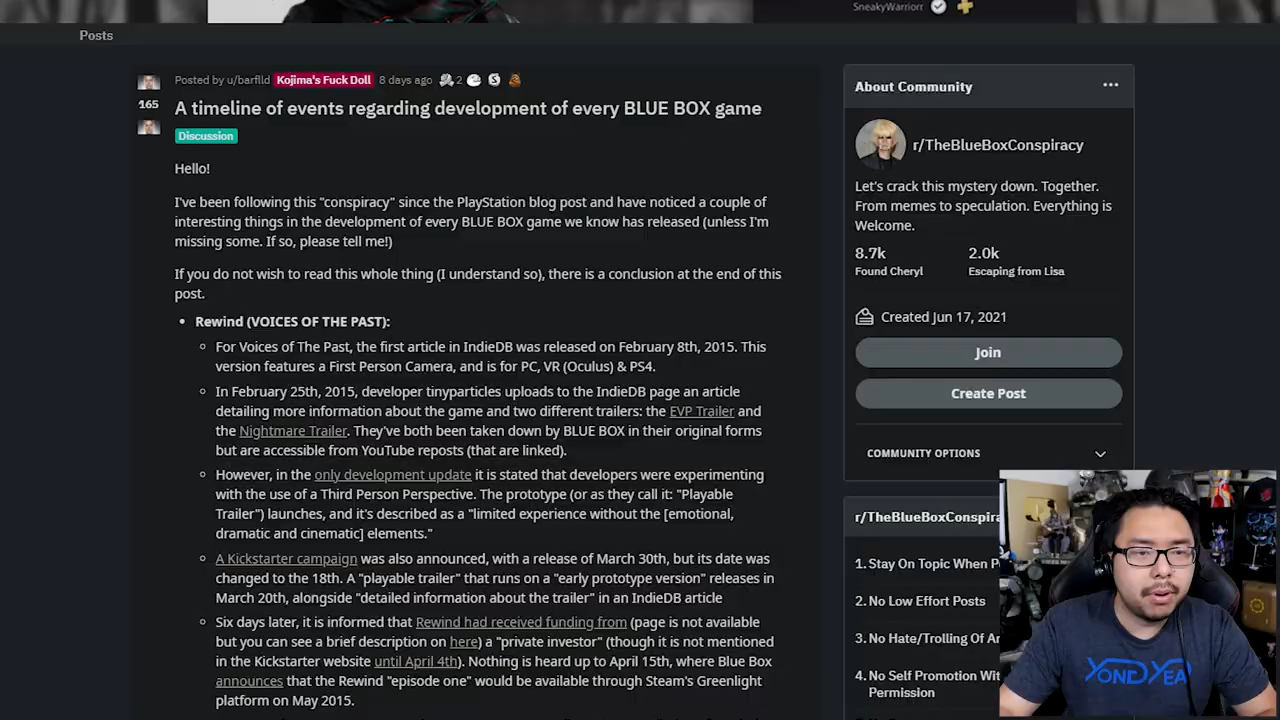 SneakyWarriorr
Posts
Posted by u/barflld Kojima's Fuck Doll 8 days ago 2
165
A timeline of events regarding development of every BLUE BOX game
Discussion
Hello!
I've been following this "conspiracy" since the PlayStation blog post and have noticed a couple of
interesting things in the development of every BLUE BOX game we know has released (unless I'm
missing some. If so, please tell me!)
If you do not wish to read this whole thing (I understand so), there is a conclusion at the end of this
post.
• Rewind (VOICES OF THE PAST):
For Voices of The Past, the first article in IndieDB was released on February 8th, 2015. This
version features a First Person Camera, and is for PC, VR (Oculus) & PS4.
In February 25th, 2015, developer tinyparticles uploads to the IndieDB page an article
detailing more information about the game and two different trailers: the EVP Trailer and
the Nightmare Trailer. They've both been taken down by BLUE BOX in their original forms
but are accessible from YouTube reposts (that are linked).
However, in the only development update it is stated that developers were experimenting
with the use of a Third Person Perspective. The prototype (or as they call it: "Playable
Trailer") launches, and it's described as a "limited experience without the [emotional,
dramatic and cinematic] elements."
A Kickstarter campaign was also announced, with a release of March 30th, but its date was
changed to the 18th. A "playable trailer" that runs on a "early prototype version" releases in
March 20th, alongside "detailed information about the trailer" in an IndieDB article
Six days later, it is informed that Rewind had received funding from (page is not available
but you can see a brief description on here) a "private investor" (though it is not mentioned
in the Kickstarter website until April 4th). Nothing is heard up to April 15th, where Blue Box
announces that the Rewind "episode one" would be available through Steam's Greenlight
platform on May 2015.
About Community
r/TheBlueBoxConspiracy
Let's crack this mystery down. Together.
From memes to speculation. Everything is
Welcome.
8.7k 2.0k
Found Cheryl Escaping from Lisa
Created Jun 17, 2021
Join
Create Post
COMMUNITY OPTIONS
r/TheBlueBoxConspira
1. Stay On Topic When P
2. No Low Effort Posts
3. No Hate/Trolling Of An
4. No Self Promotion Wit
Permission
YONGYEA